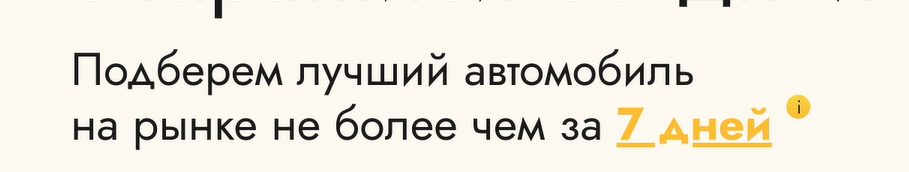 Подберем лучший автомобиль
на рынке не более чем за 7 дней i